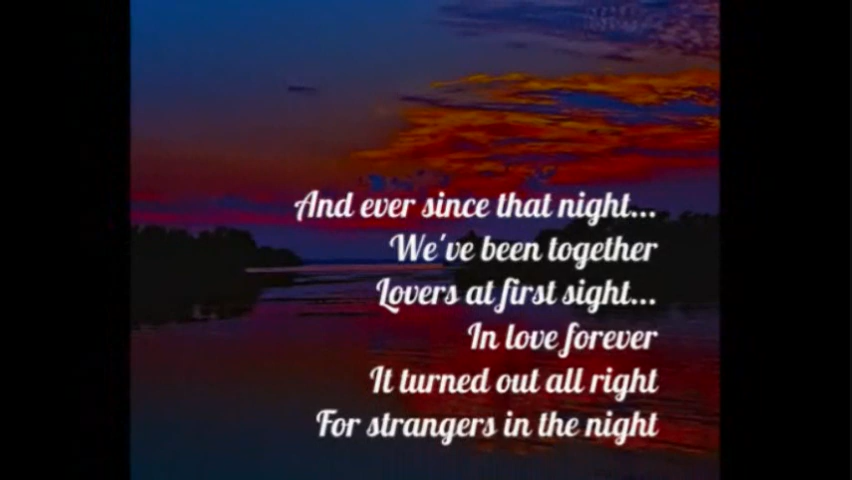 And ever since that night...
We've been together
Lovers at first sight...
In love forever
It turned out all right
For strangers in the night